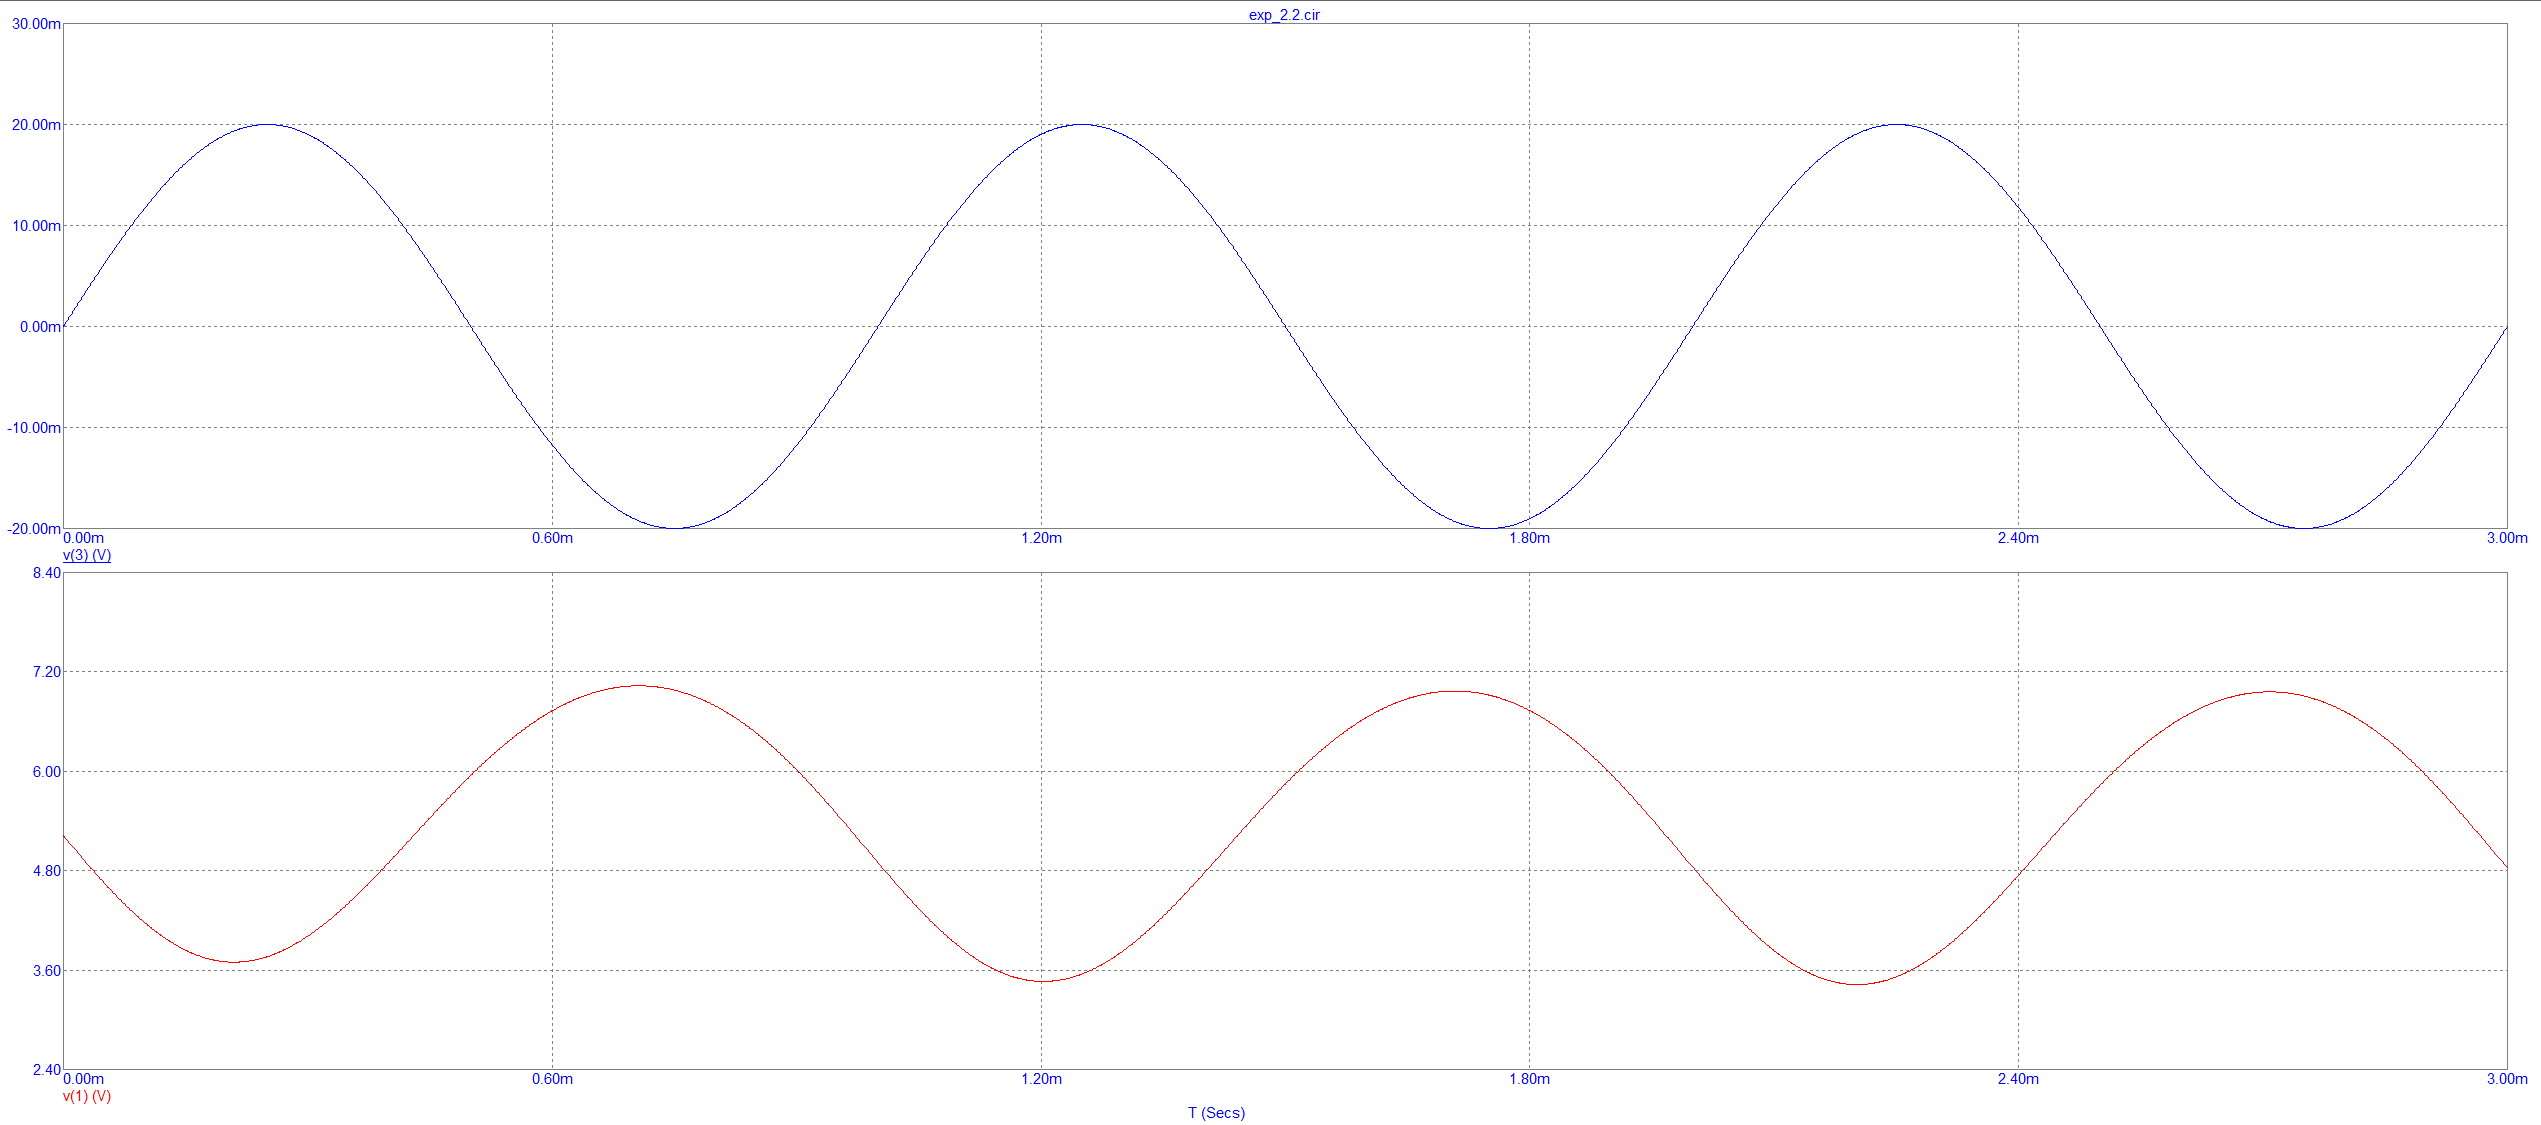 exp_2.2.cir
30.00m
20.00m
10.00m
0.00m
-10.00m
-20.00m
0.00m 0.60m 1.20m 1.80m 2.40m 3.00m
v(3) (V)
8.40
7.20
6.00
4.80
3.60
2.40
0.00m 0.60m 1.20m 1.80m 2.40m 3.00m
v(1) (V)
T (Secs)